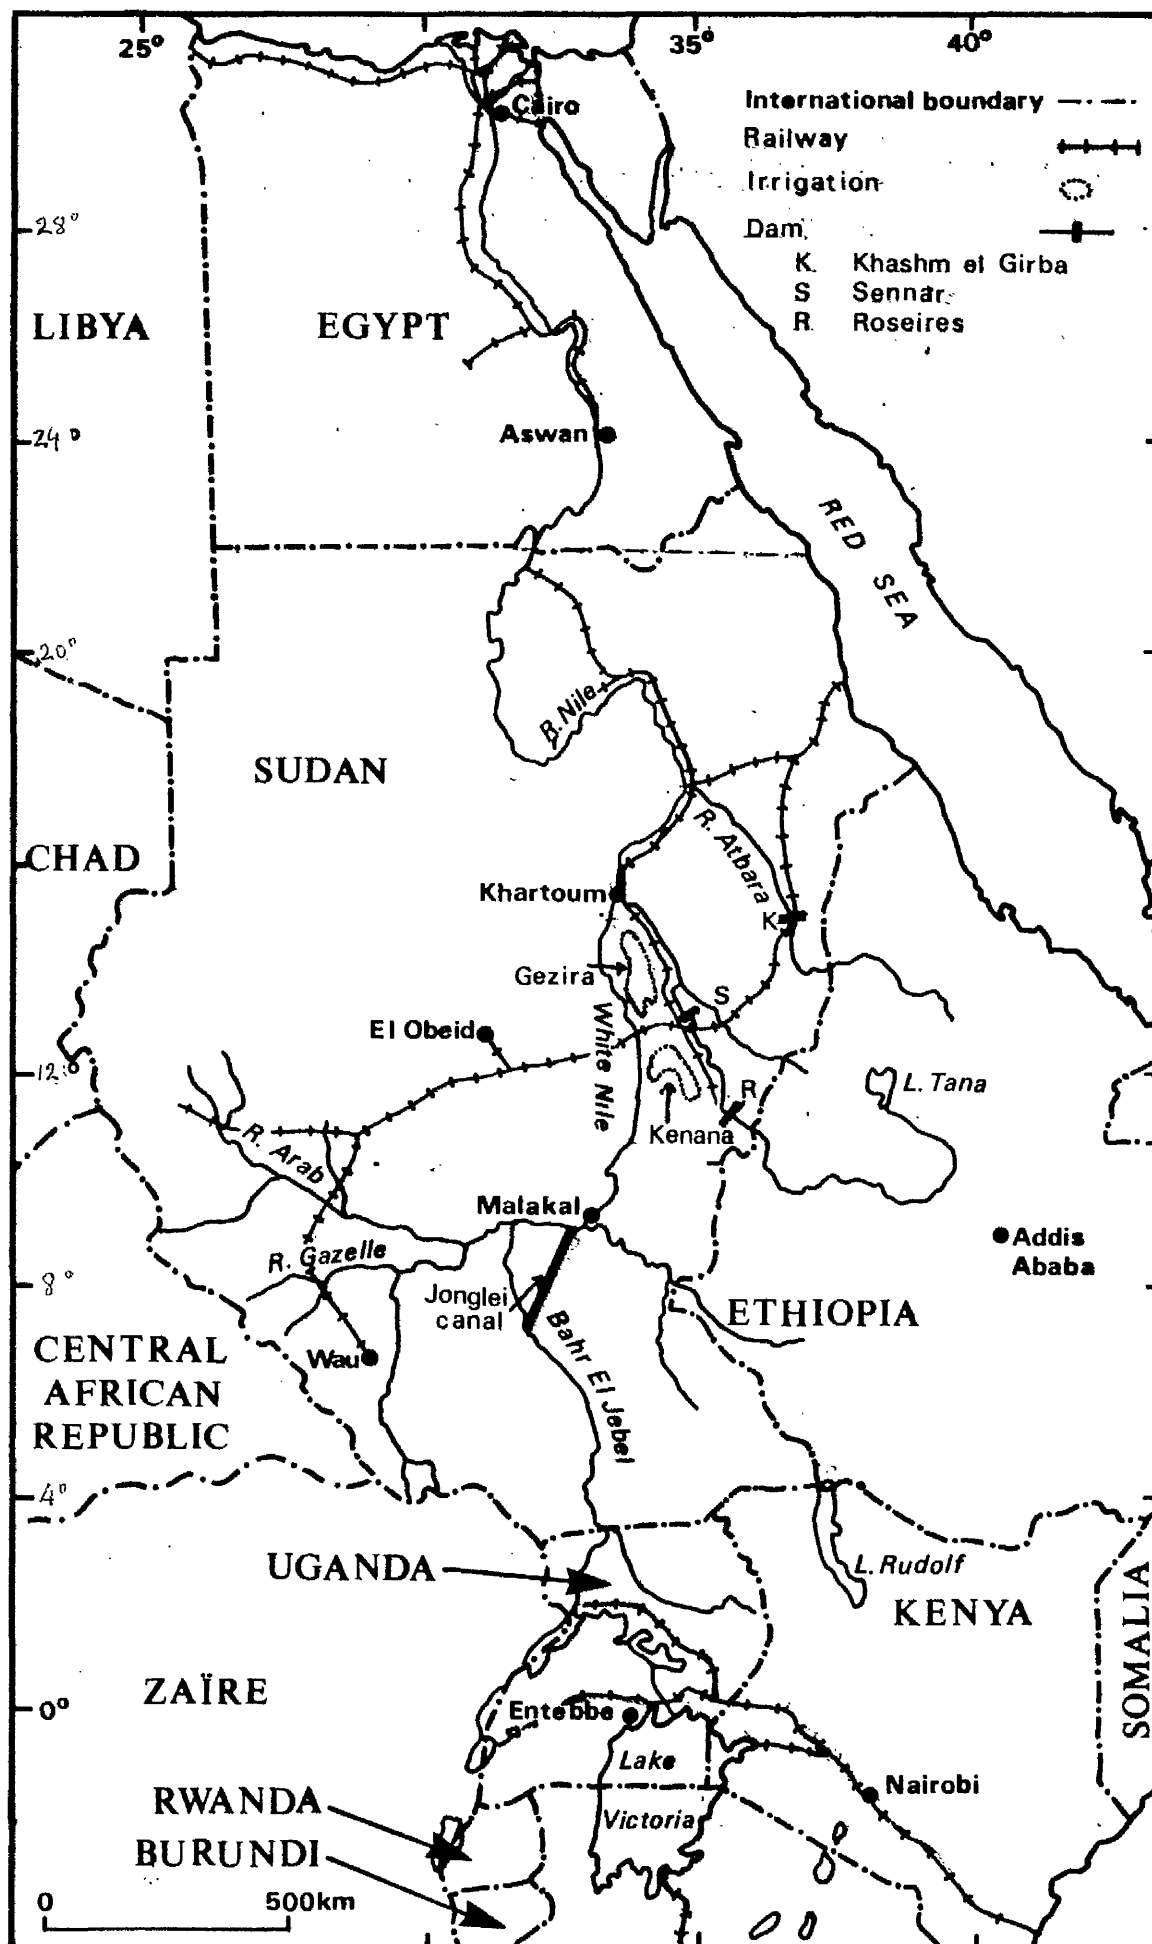 25°
35°
40°
Cairo
International boundary
Railway
Irrigation
Dam
K. Khashm el Girba
S Sennar
R. Roseires
28°
LIBYA
EGYPT
24°
Aswan
RED SEA
20°
R. Nile
SUDAN
R. Atbara
CHAD
Khartoum
K
Gezira
S
El Obeid
White Nile
12°
R
L. Tana
Kenana
R. Arab
Malakal
R. Gazelle
Addis
Ababa
8°
Jonglei
canal
ETHIOPIA
Bahr El Jebel
CENTRAL
AFRICAN
REPUBLIC
Wau
4°
UGANDA
L. Rudolf
KENYA
SOMALIA
ZAÏRE
0°
Entebbe
Lake
Victoria
Nairobi
RWANDA
BURUNDI
0 500km